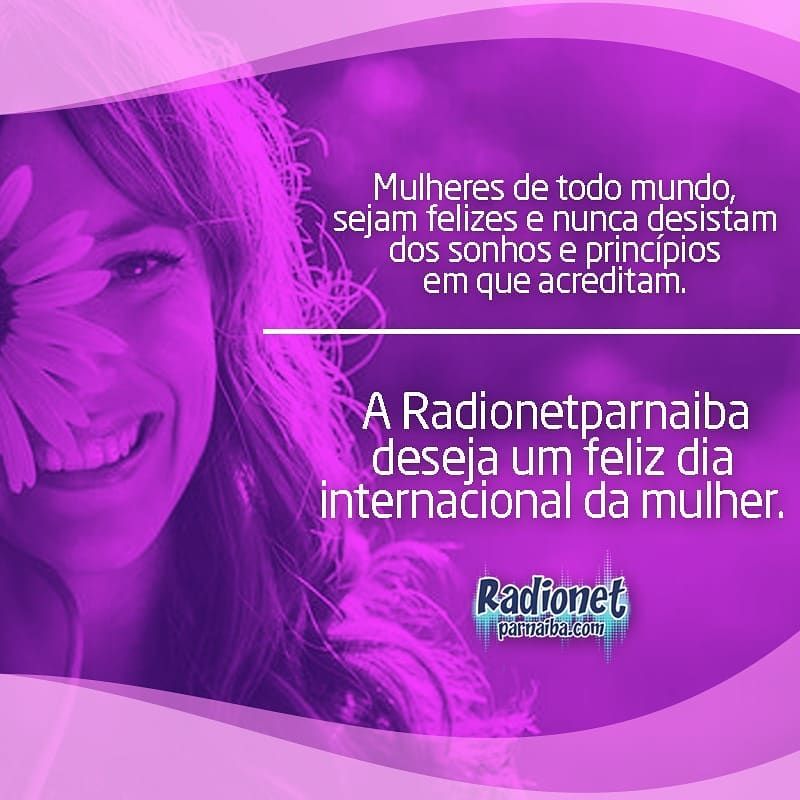 Mulheres de todo mundo,
sejam felizes e nunca desistam
dos sonhos e princípios
em que acreditam.
A Radionetparnaiba
deseja um feliz dia
internacional da mulher.
Radionet
parnaiba.com